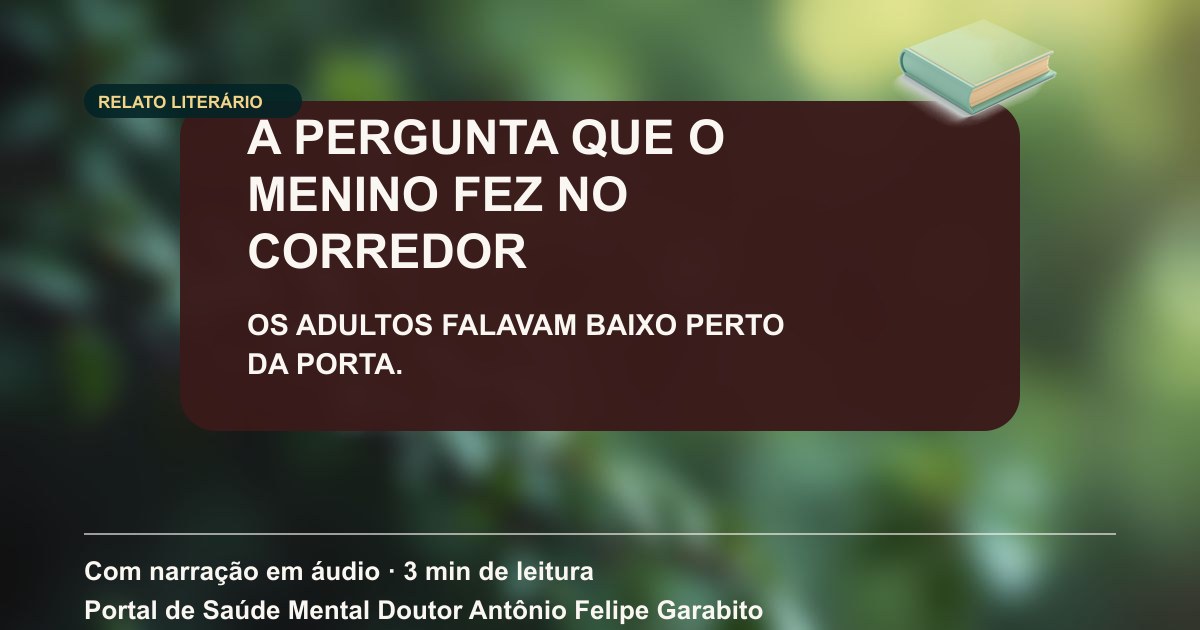 RELATO LITERÁRIO
A PERGUNTA QUE O
MENINO FEZ NO
CORREDOR
OS ADULTOS FALAVAM BAIXO PERTO
DA PORTA.
Com narração em áudio · 3 min de leitura
Portal de Saúde Mental Doutor Antônio Felipe Garabito